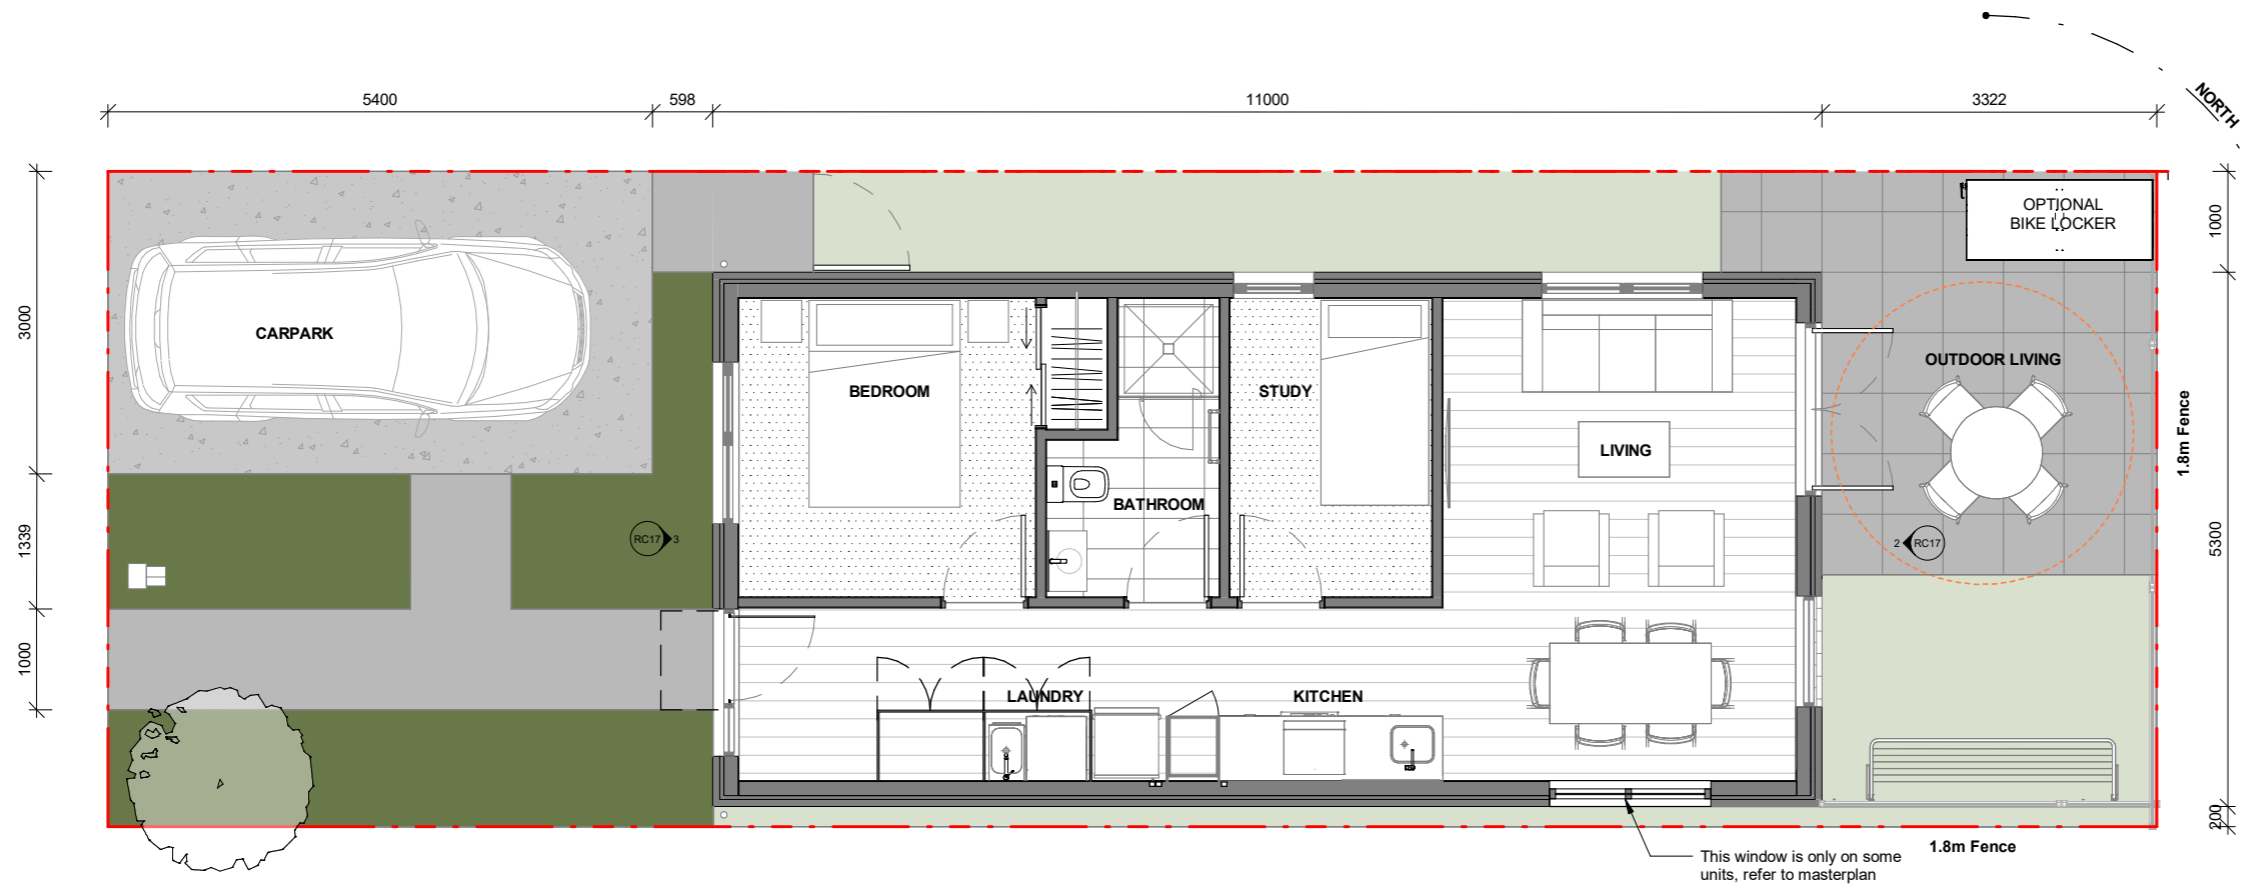 5400
598
11000
3322
NORTH
OPTIONAL
BIKE LOCKER
1000
3000
CARPARK
OUTDOOR LIVING
BEDROOM
STUDY
LIVING
1.8m Fence
BATHROOM
1339
RC17
3
2
RC17
5300
1000
LAUNDRY
KITCHEN
200
1.8m Fence
This window is only on some
units, refer to masterplan